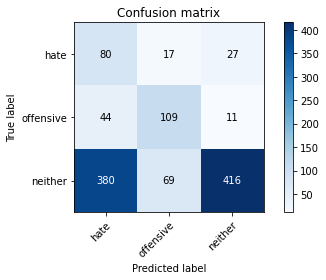 Confusion matrix
hate 80 17 27
offensive 44 109 11
neither 380 69 416
hate offensive neither
True label
Predicted label
400
350
300
250
200
150
100
50